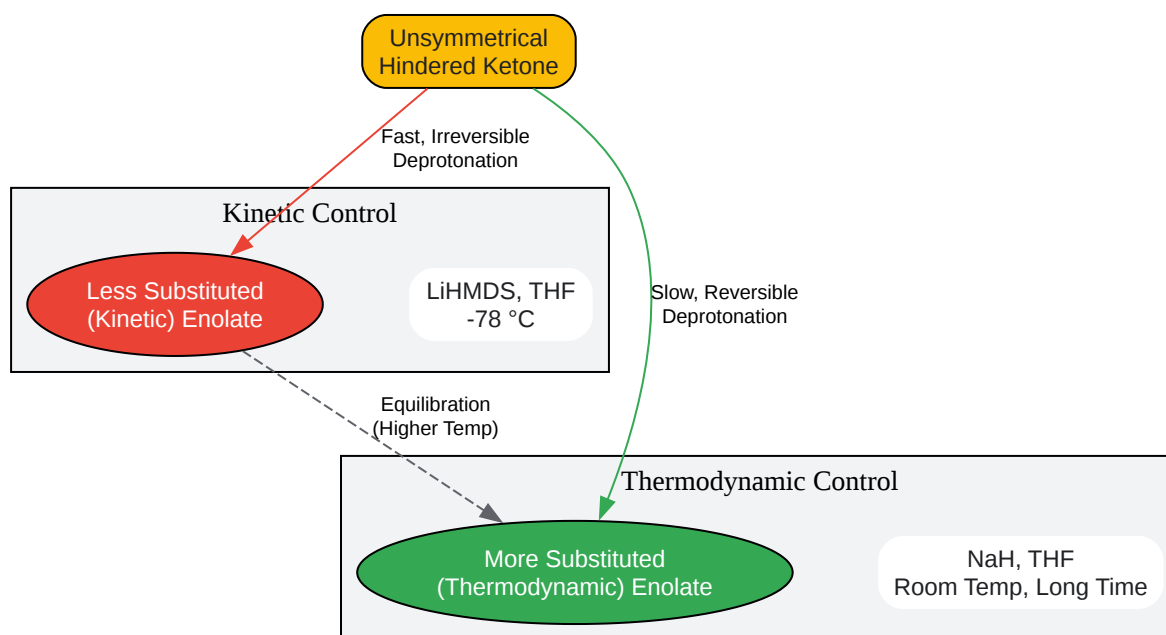 Unsymmetrical
Hindered Ketone
Fast, Irreversible
Deprotonation
Kinetic Control
Less Substituted
(Kinetic) Enolate
LiHMDS, THF
-78 °C
Slow, Reversible
Deprotonation
Equilibration
(Higher Temp)
Thermodynamic Control
More Substituted
(Thermodynamic) Enolate
NaH, THF
Room Temp, Long Time